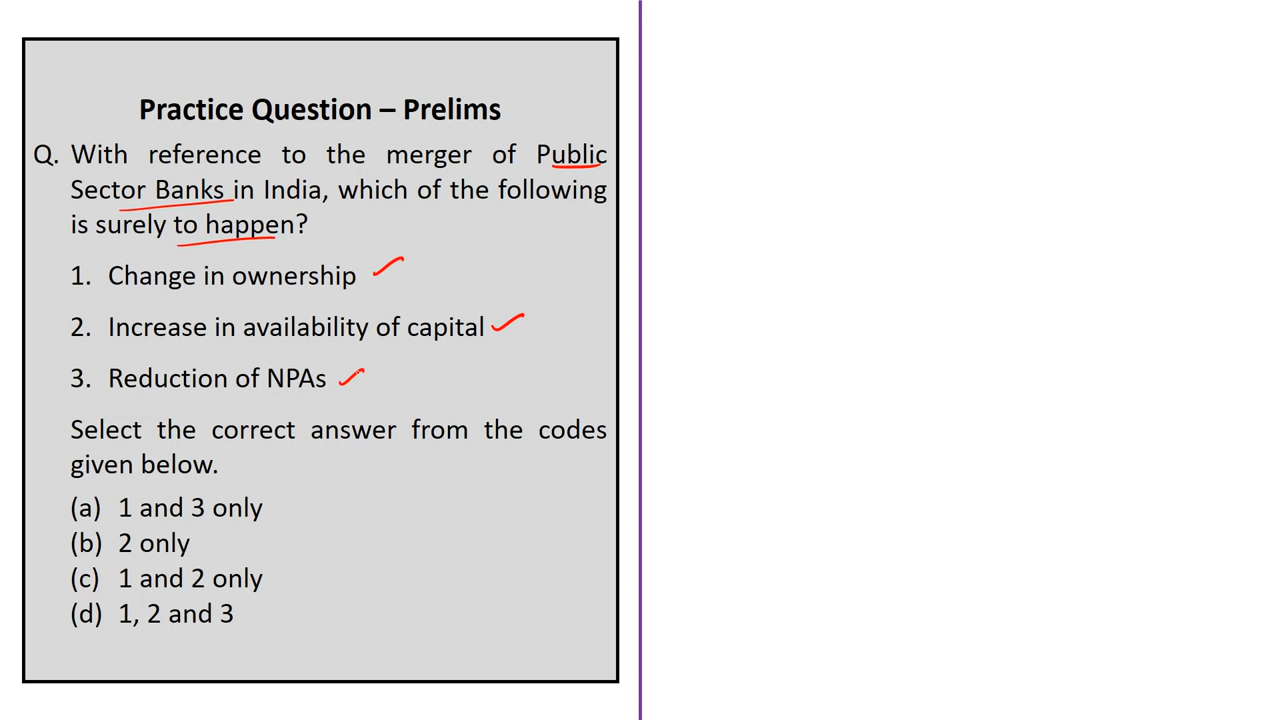 Practice Question – Prelims
Q. With reference to the merger of Public
Sector Banks in India, which of the following
is surely to happen?
1. Change in ownership
2. Increase in availability of capital
3. Reduction of NPAs
Select the correct answer from the codes
given below.
(a) 1 and 3 only
(b) 2 only
(c) 1 and 2 only
(d) 1, 2 and 3